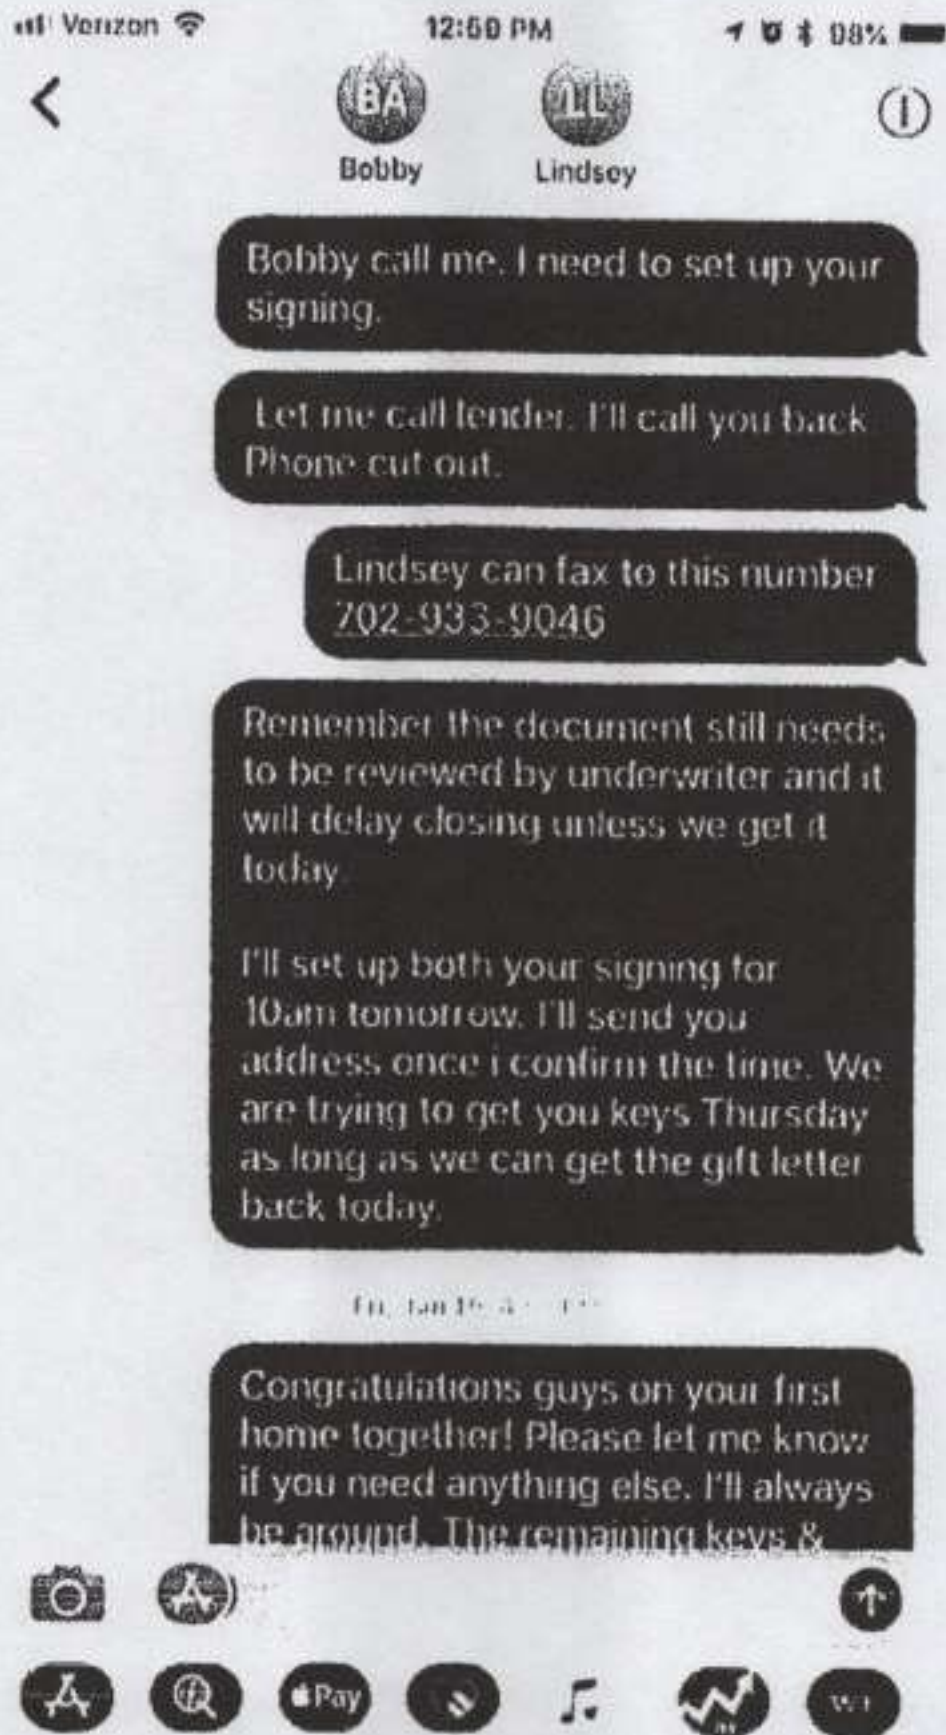 Verizon 12:50 PM 98%
BA 1L
Bobby Lindsey
Bobby call me. I need to set up your
signing.
Let me call lender. I'll call you back
Phone cut out.
Lindsey can fax to this number
702-933-9046
Remember the document still needs
to be reviewed by underwriter and it
will delay closing unless we get it
today.
I'll set up both your signing for
10am tomorrow. I'll send you
address once i confirm the time. We
are trying to get you keys Thursday
as long as we can get the gift letter
back today.
Fri, Jan
Congratulations guys on your first
home together! Please let me know
if you need anything else. I'll always
be around. The remaining keys &
Pay